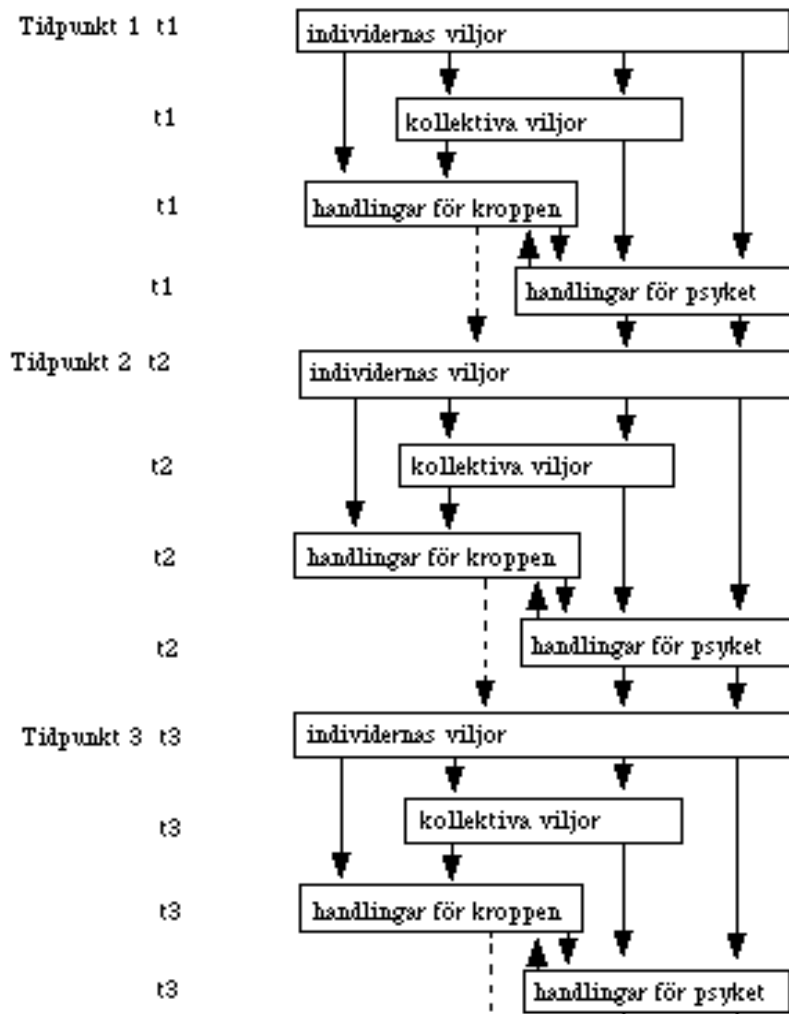 Tidpunkt 1 t1 individernas viljor
t1 kollektiva viljor
t1 handlingar för kroppen
t1 handlingar för psyket
Tidpunkt 2 t2 individernas viljor
t2 kollektiva viljor
t2 handlingar för kroppen
t2 handlingar för psyket
Tidpunkt 3 t3 individernas viljor
t3 kollektiva viljor
t3 handlingar för kroppen
t3 handlingar för psyket